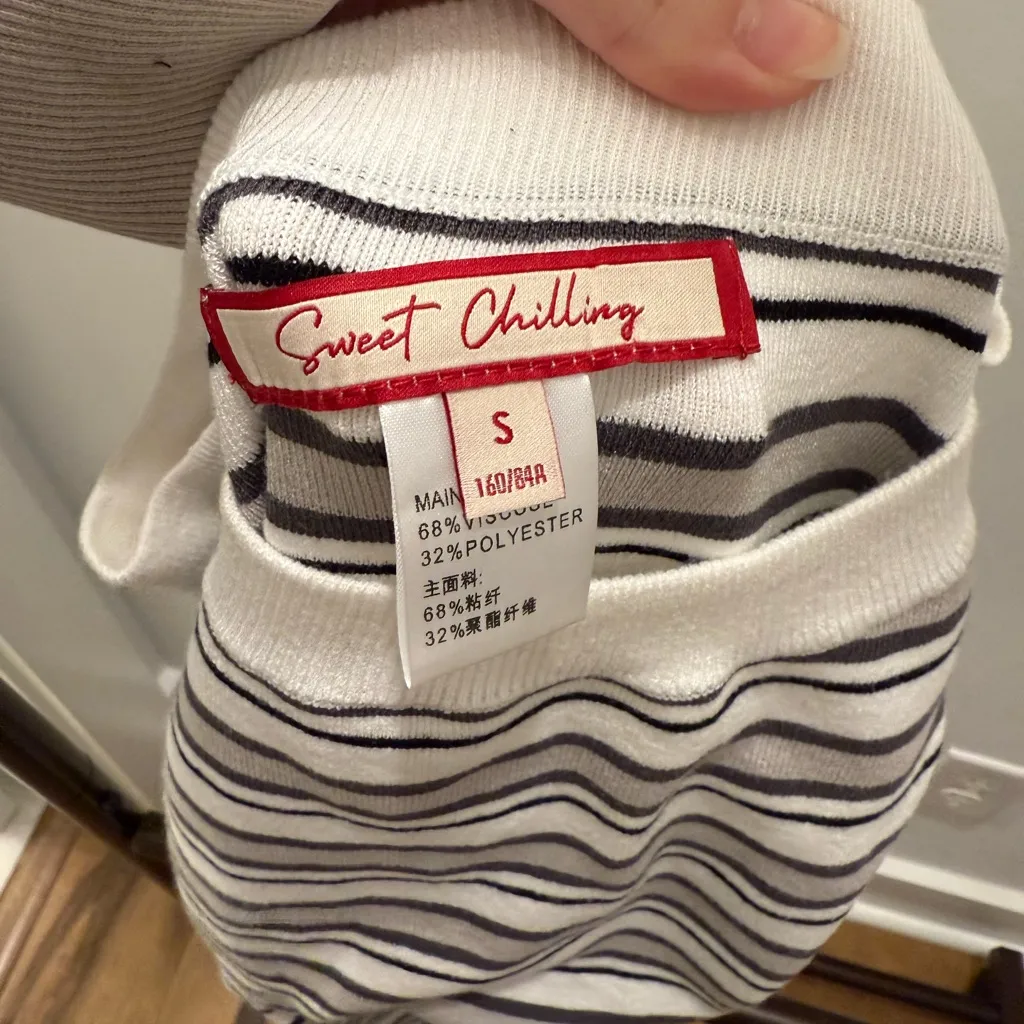 Sweet Chilling
S
160/84A
MAIN
68%VISCOSE
32%POLYESTER
主面料:
68%粘纤
32%聚酯纤维